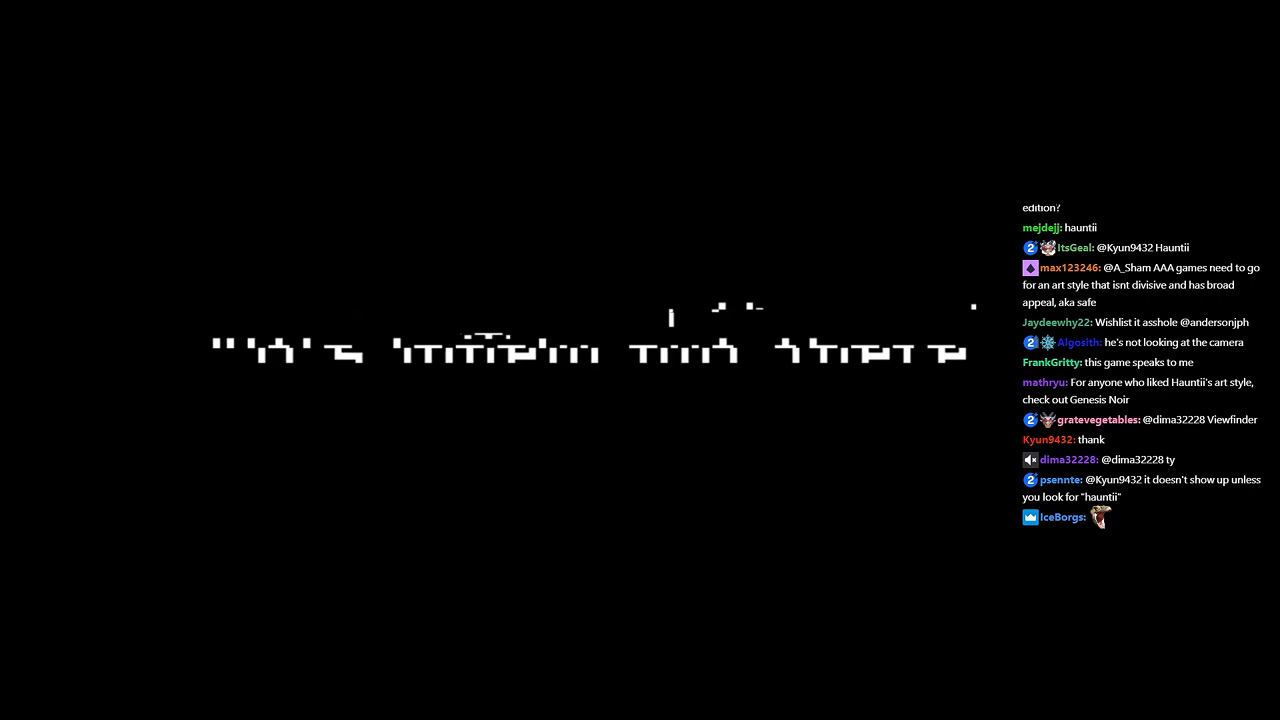 edition?
mejdejj: hauntii
ItsGeal: @Kyun9432 Hauntii
max123246: @A_Sham AAA games need to go
for an art style that isnt divisive and has broad
appeal, aka safe
Jaydeewhy22: Wishlist it asshole @andersonjph
Algosith: he's not looking at the camera
FrankGritty: this game speaks to me
mathryu: For anyone who liked Hauntii's art style,
check out Genesis Noir
gratevegetables: @dima32228 Viewfinder
Kyun9432: thank
dima32228: @dima32228 ty
psennte: @Kyun9432 it doesn't show up unless
you look for "hauntii"
IceBorgs: